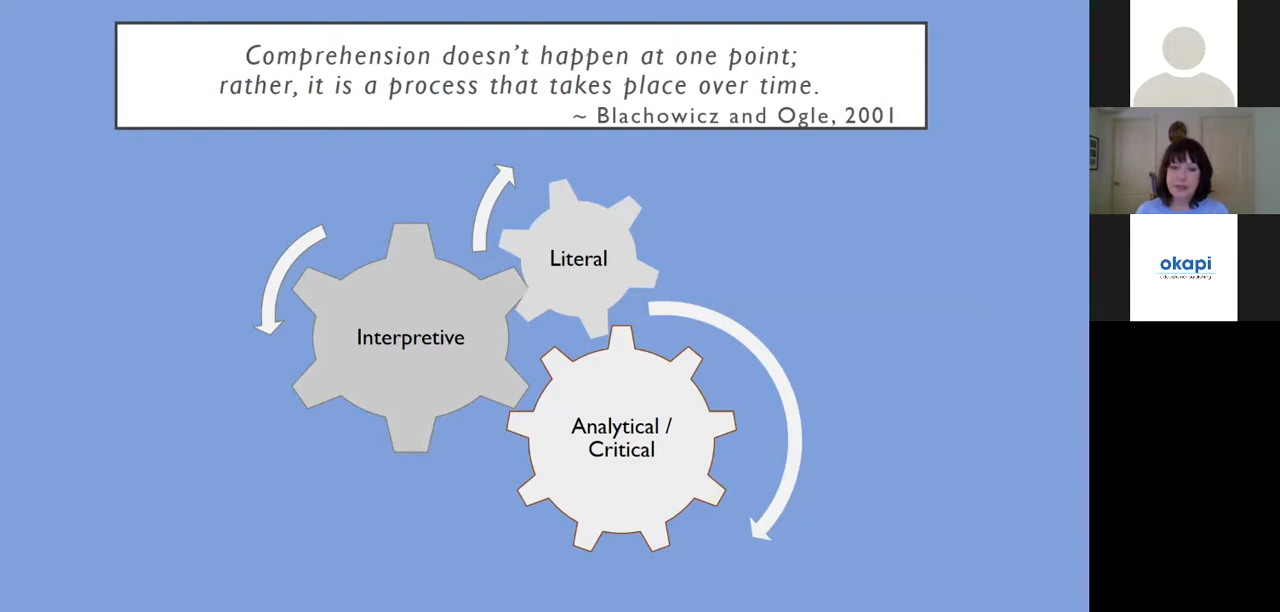 Comprehension doesn’t happen at one point;
rather, it is a process that takes place over time.
~ Blachowicz and Ogle, 2001
Literal
Interpretive
Analytical /
Critical
okapi